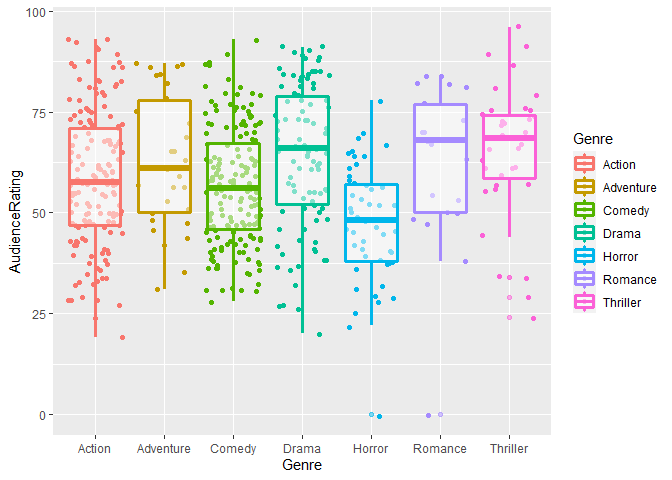 100
75
50
25
0
AudienceRating
Action Adventure Comedy Drama Horror Romance Thriller
Genre
Genre
Action
Adventure
Comedy
Drama
Horror
Romance
Thriller